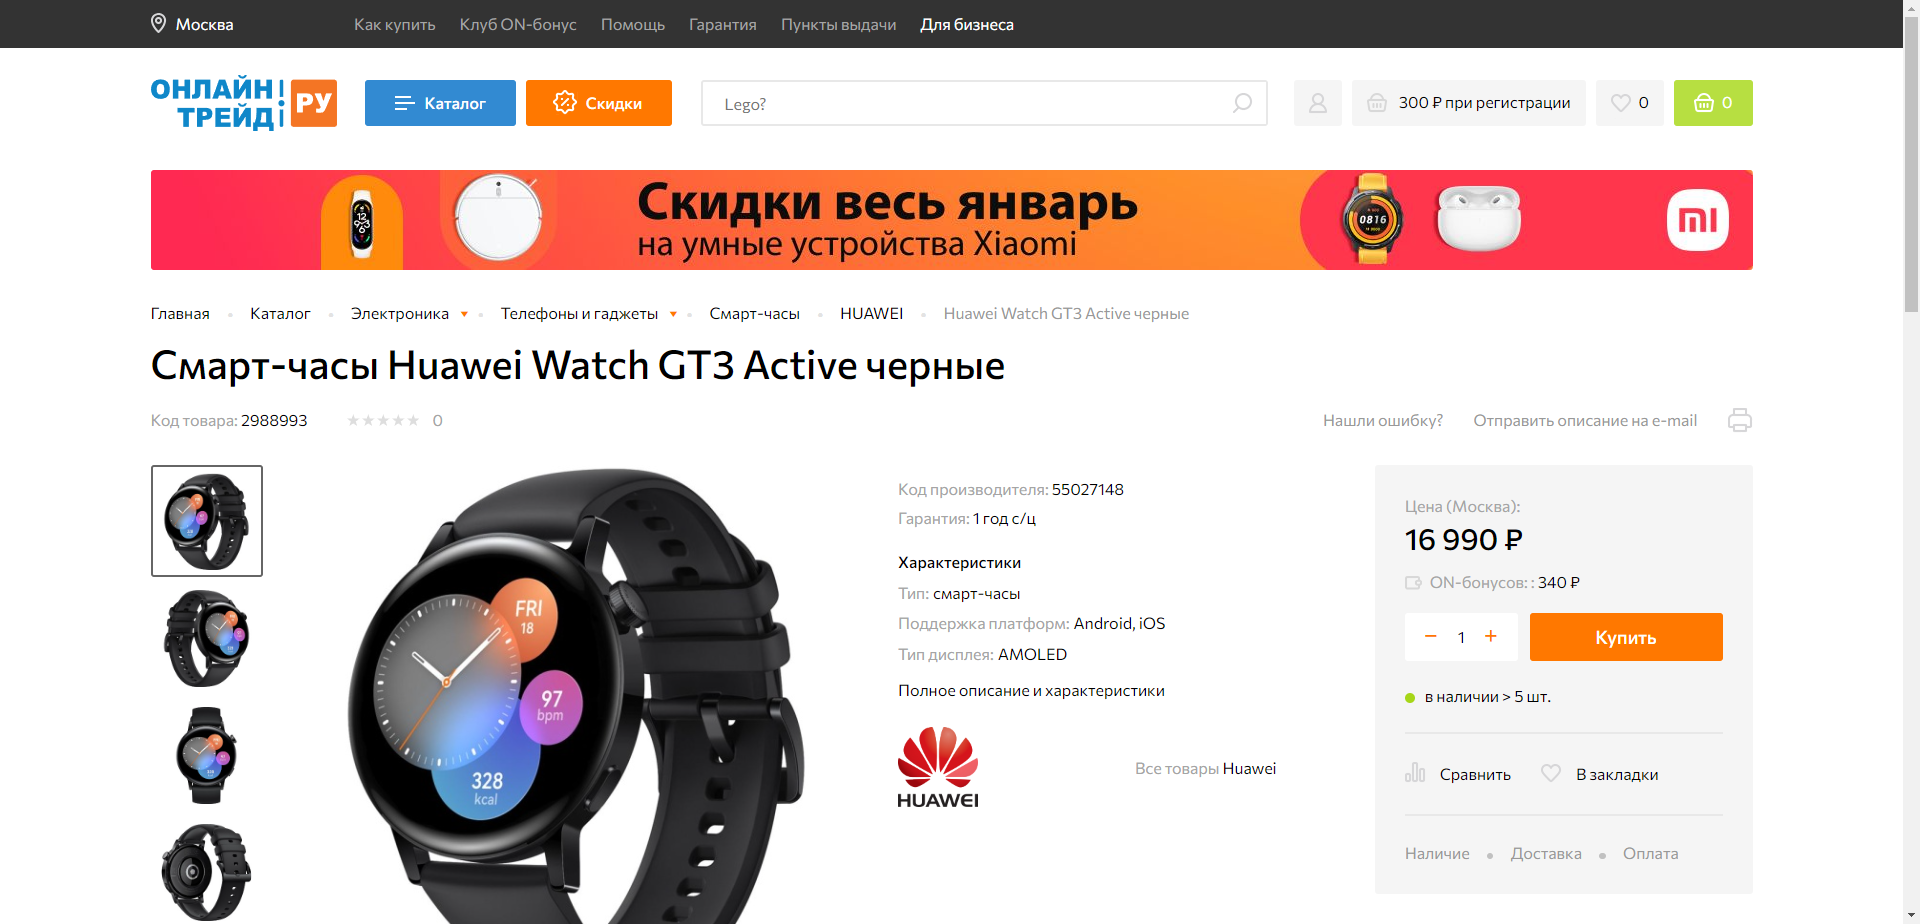 Москва
Как купить
Клуб ON-бонус
Помощь
Гарантия
Пункты выдачи
Для бизнеса
ОНЛАЙН ТРЕЙД РУ
Каталог
Скидки
Lego?
300 ₽ при регистрации
0
0
Скидки весь январь
на умные устройства Xiaomi
0816
mi
Главная
Каталог
Электроника
Телефоны и гаджеты
Смарт-часы
HUAWEI
Huawei Watch GT3 Active черные
Смарт-часы Huawei Watch GT3 Active черные
Код товара: 2988993
0
Нашли ошибку?
Отправить описание на e-mail
FRI
18
97
bpm
328
kcal
Код производителя: 55027148
Гарантия: 1 год с/ц
Характеристики
Тип: смарт-часы
Поддержка платформ: Android, iOS
Тип дисплея: AMOLED
Полное описание и характеристики
HUAWEI
Все товары Huawei
Цена (Москва):
16 990 ₽
ON-бонусов: : 340 ₽
− 1 +
Купить
в наличии > 5 шт.
Сравнить
В закладки
Наличие
Доставка
Оплата